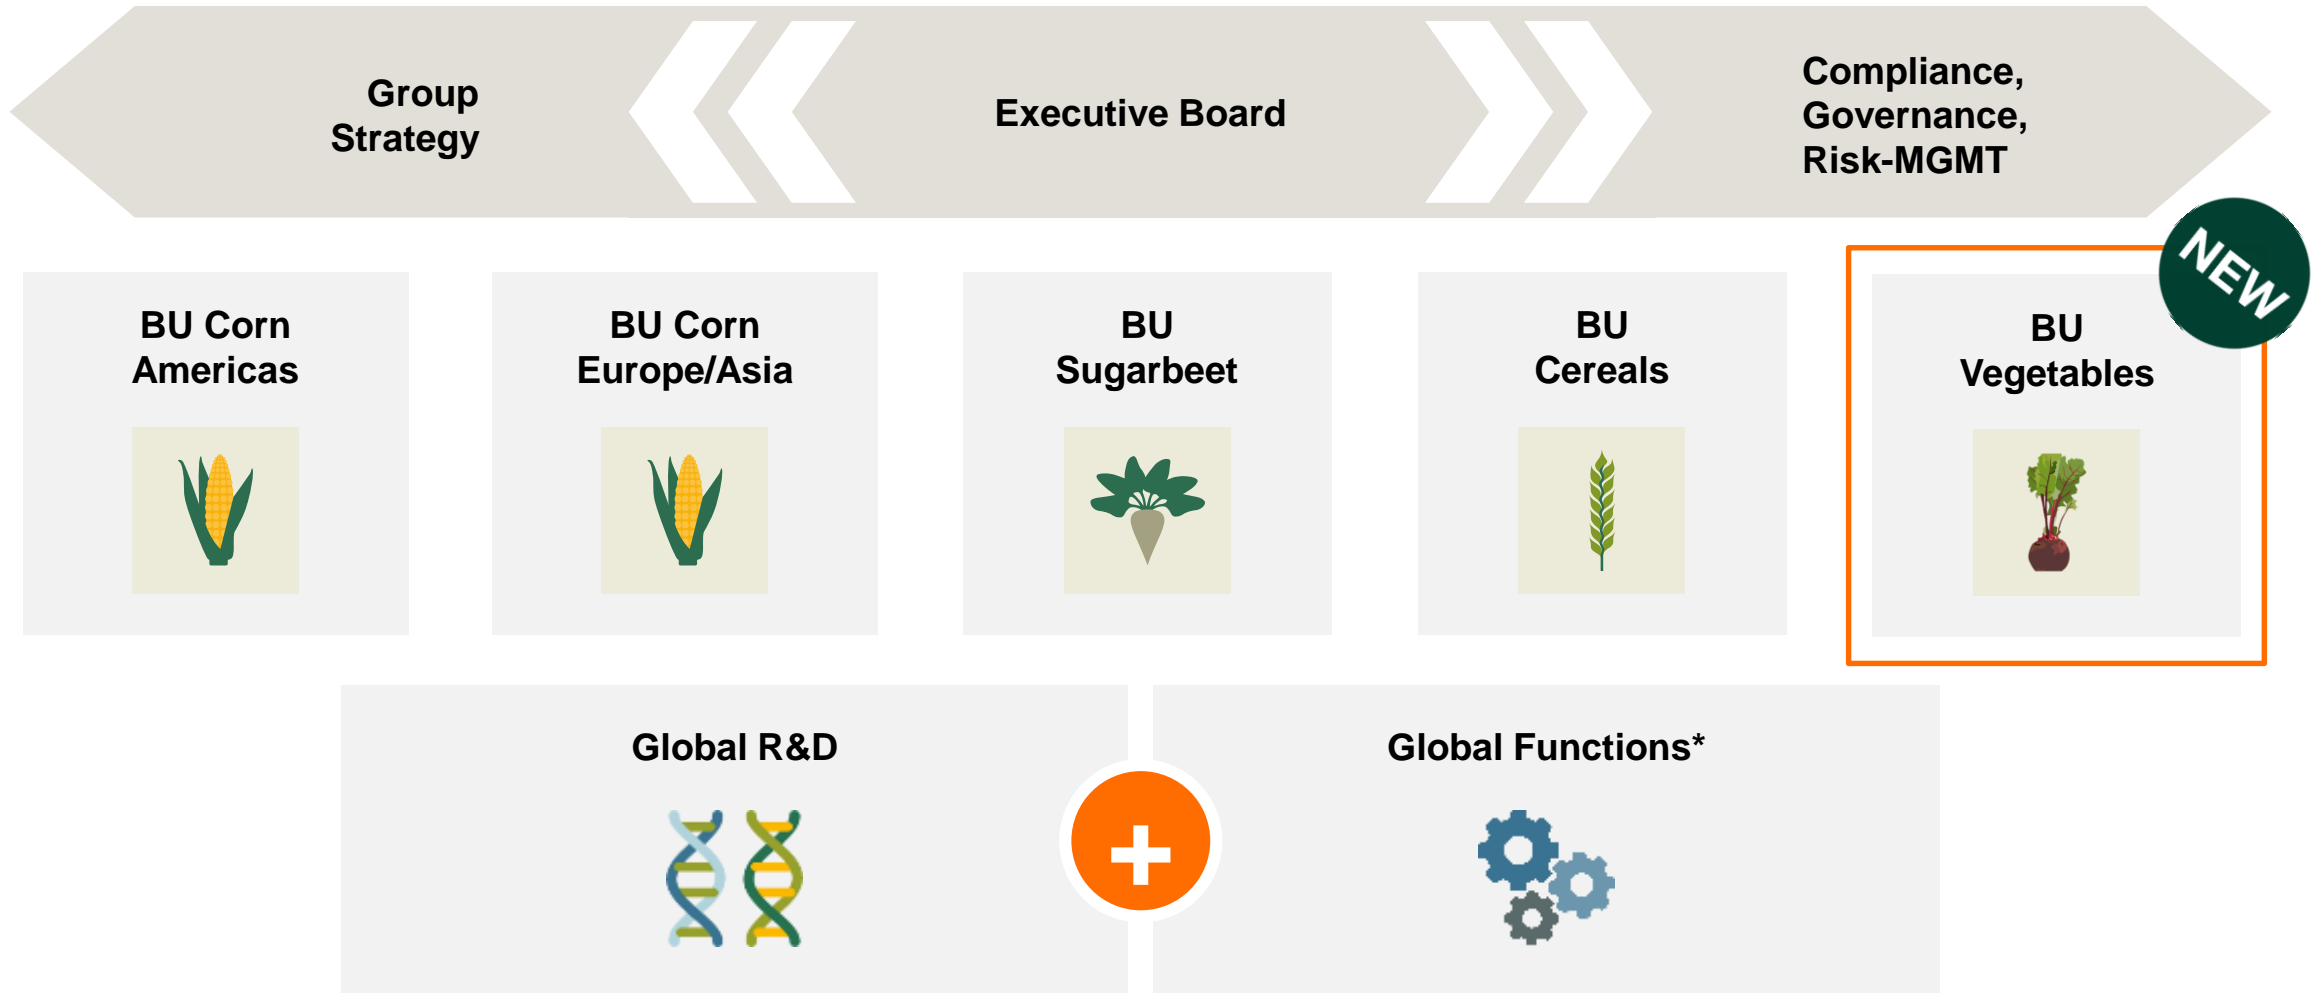 Group
Strategy
Executive Board
Compliance,
Governance,
Risk-MGMT
NEW
BU Corn
Americas
BU Corn
Europe/Asia
BU
Sugarbeet
BU
Cereals
BU
Vegetables
Global R&D
+
Global Functions*